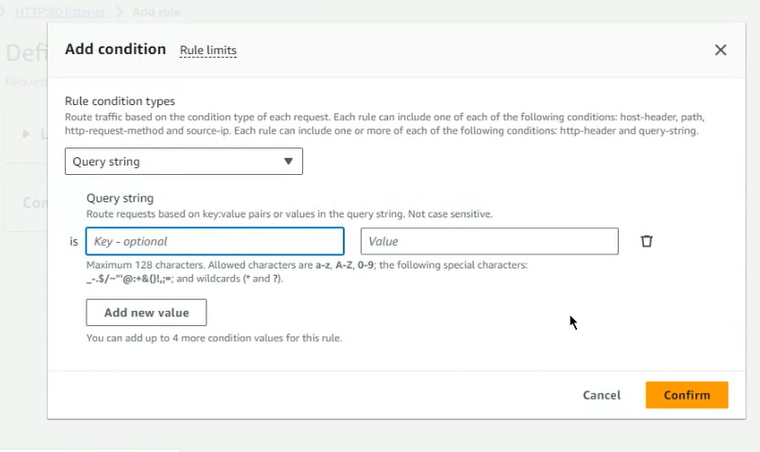 HTTP:80 listener > Add rule
Defi
Add condition Rule limits
Reques
Rule condition types
Route traffic based on the condition type of each request. Each rule can include one of each of the following conditions: host-header, path,
http-request-method and source-ip. Each rule can include one or more of each of the following conditions: http-header and query-string.
L
Query string
Con
Query string
Route requests based on key:value pairs or values in the query string. Not case sensitive.
is Key - optional Value
Maximum 128 characters. Allowed characters are a-z, A-Z, 0-9; the following special characters:
_-.$/~"'@:+&()!,;=; and wildcards (* and ?).
Add new value
You can add up to 4 more condition values for this rule.
Cancel Confirm